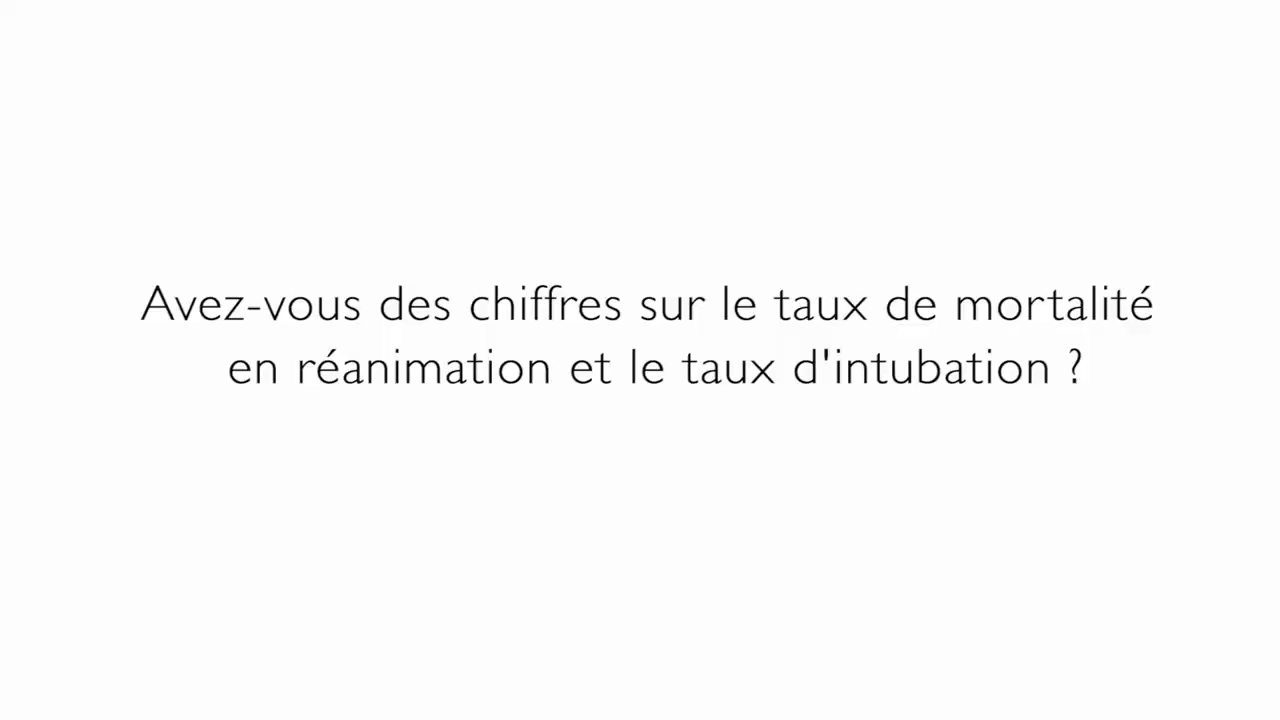 Avez-vous des chiffres sur le taux de mortalité
en réanimation et le taux d'intubation ?